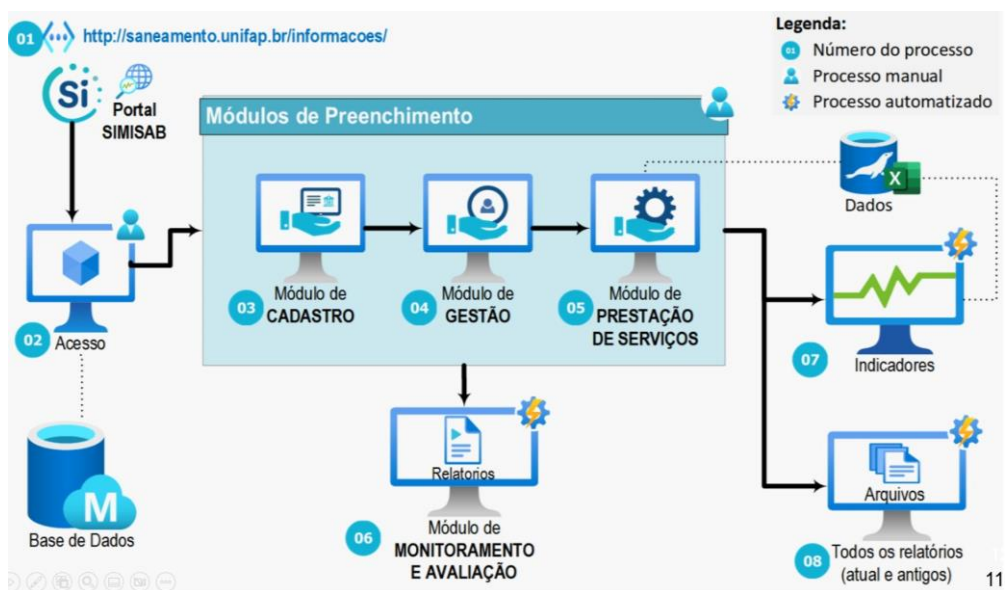 01
http://saneamento.unifap.br/informacoes/
Si
Portal
SIMISAB
Legenda:
01 Número do processo
Processo manual
Processo automatizado
Módulos de Preenchimento
X
Dados
03
Módulo de
CADASTRO
04
Módulo de
GESTÃO
05
Módulo de
PRESTAÇÃO
DE SERVIÇOS
02
Acesso
07
Indicadores
M
Base de Dados
Relatorios
06
Módulo de
MONITORAMENTO
E AVALIAÇÃO
Arquivos
08
Todos os relatórios
(atual e antigos)
11